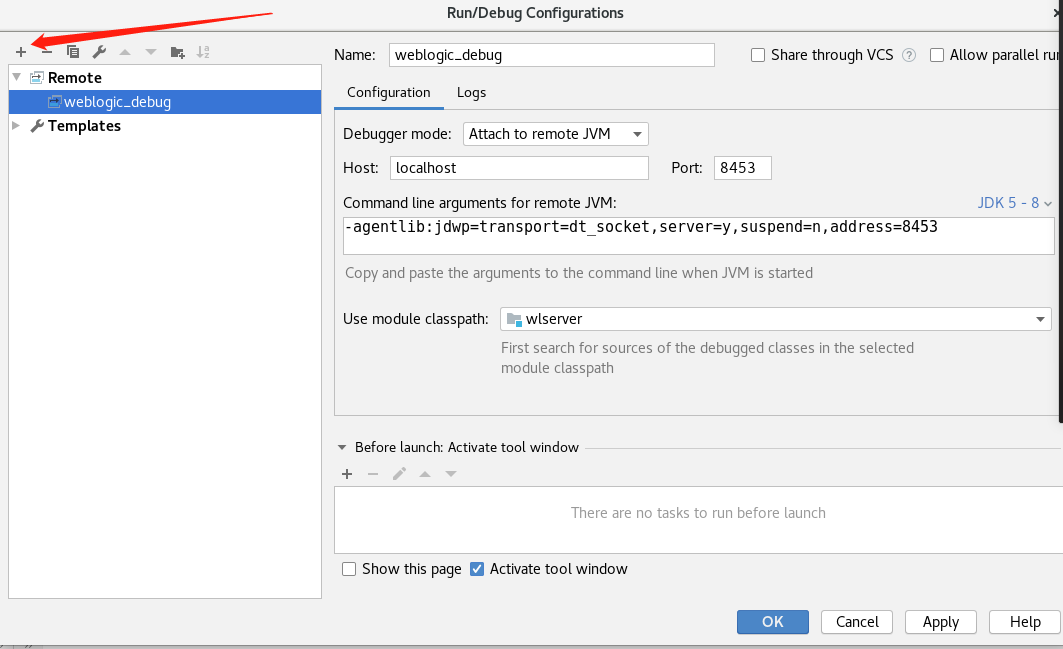 Run/Debug Configurations
Name: weblogic_debug
Share through VCS ? Allow parallel ru
Remote
weblogic_debug
Templates
Configuration Logs
Debugger mode: Attach to remote JVM
Host: localhost Port: 8453
Command line arguments for remote JVM: JDK 5 - 8
-agentlib:jdwp=transport=dt_socket,server=y,suspend=n,address=8453
Copy and paste the arguments to the command line when JVM is started
Use module classpath: wlserver
First search for sources of the debugged classes in the selected
module classpath
Before launch: Activate tool window
There are no tasks to run before launch
Show this page Activate tool window
OK Cancel Apply Help